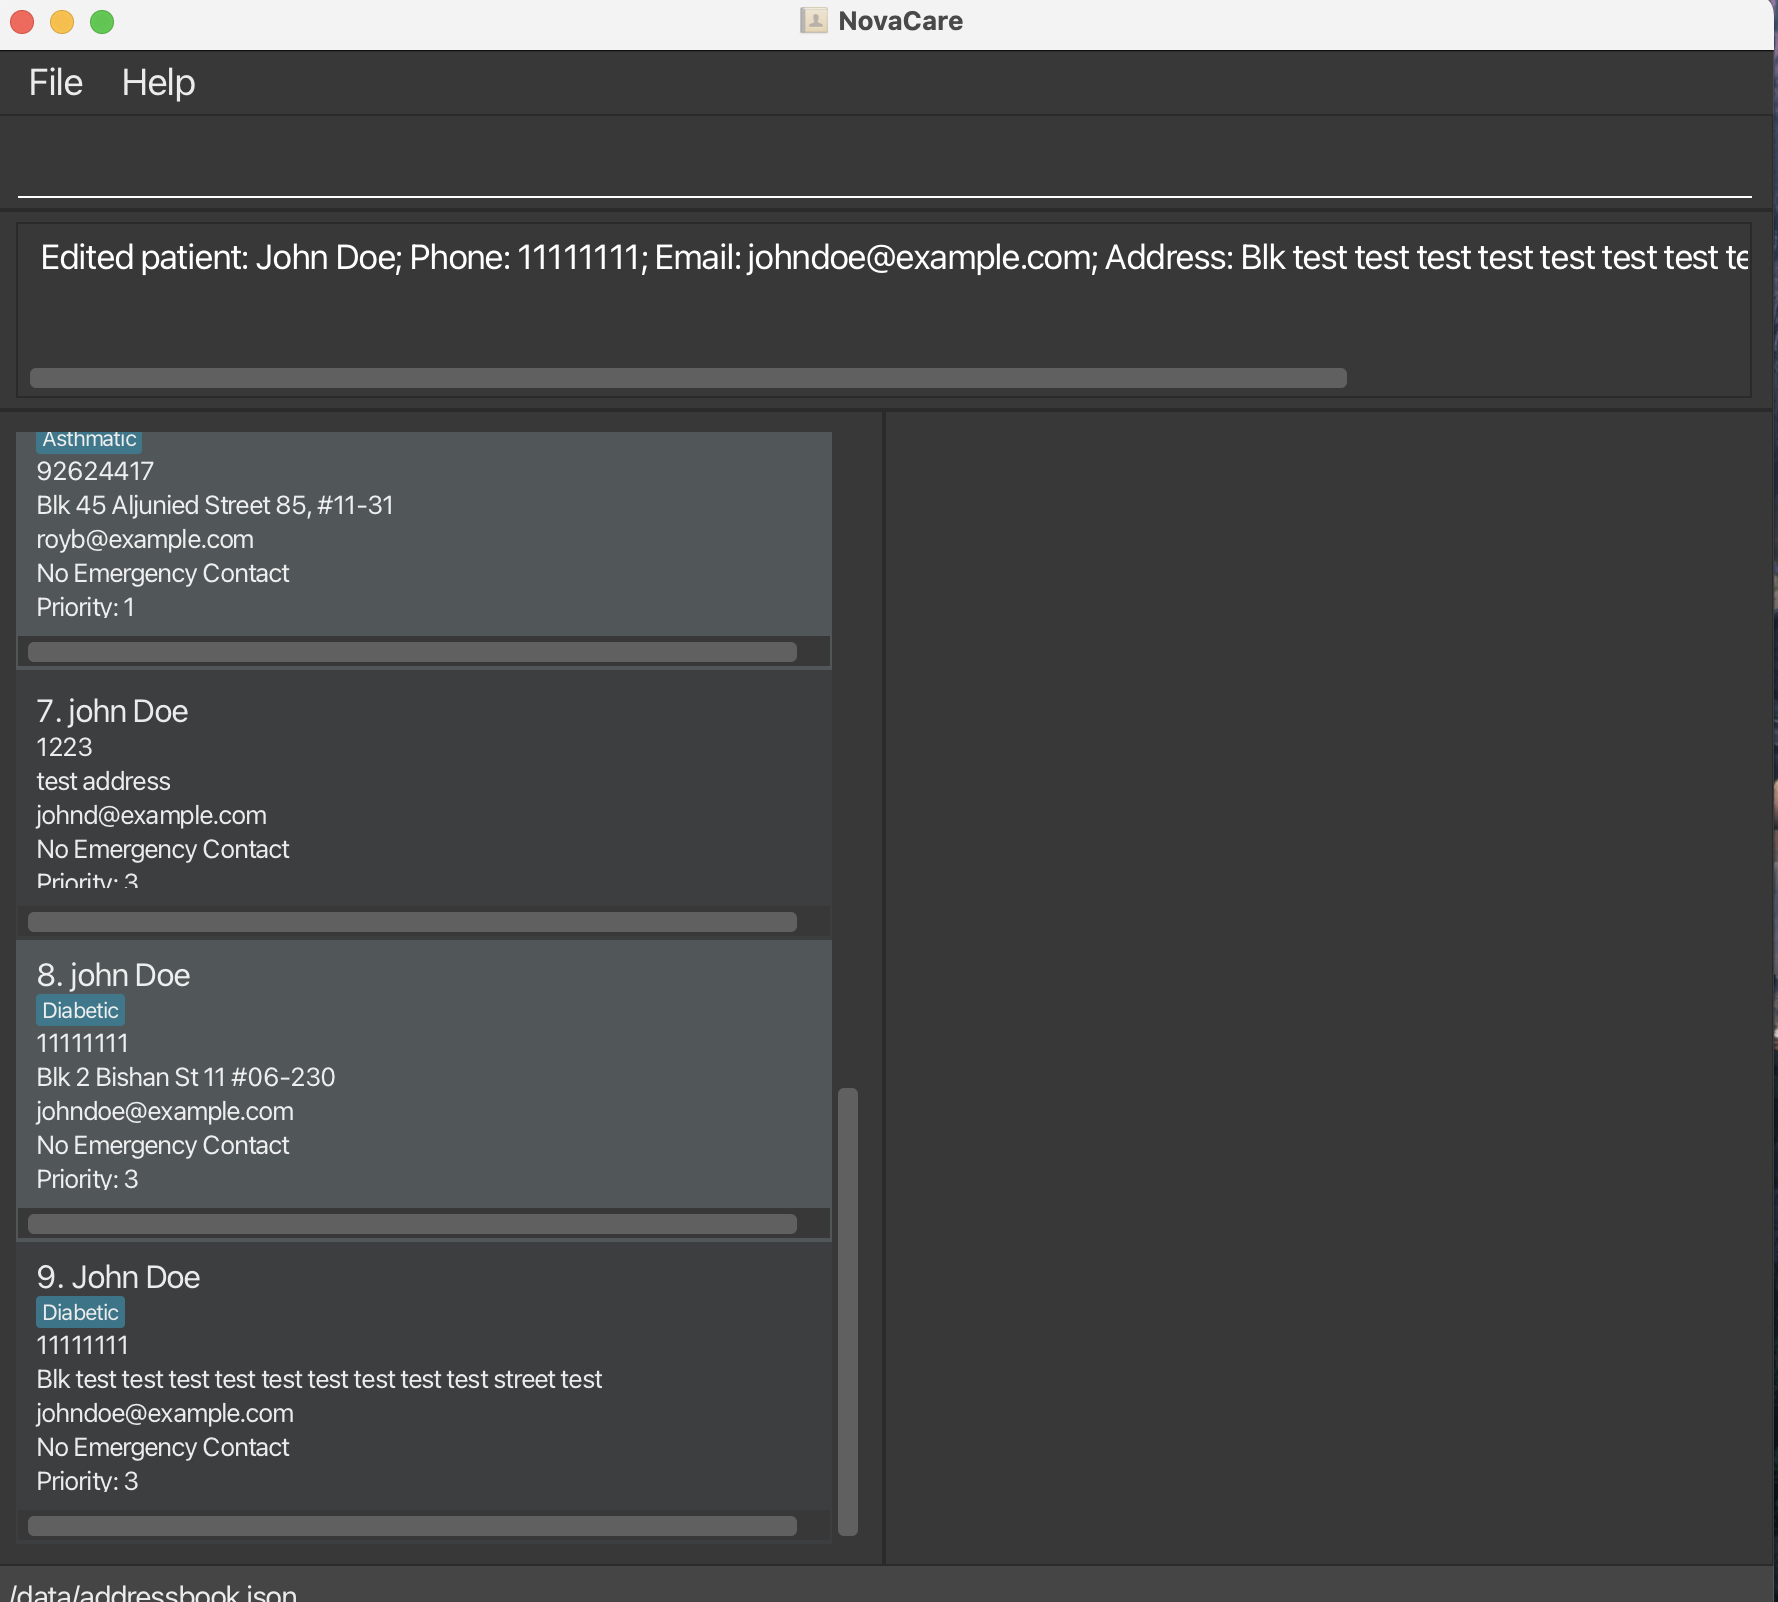 NovaCare
File Help
Edited patient: John Doe; Phone: 11111111; Email: johndoe@example.com; Address: Blk test test test test test test test te
Asthmatic
92624417
Blk 45 Aljunied Street 85, #11-31
royb@example.com
No Emergency Contact
Priority: 1
7. john Doe
1223
test address
johnd@example.com
No Emergency Contact
Priority: 3
8. john Doe
Diabetic
11111111
Blk 2 Bishan St 11 #06-230
johndoe@example.com
No Emergency Contact
Priority: 3
9. John Doe
Diabetic
11111111
Blk test test test test test test test test test street test
johndoe@example.com
No Emergency Contact
Priority: 3
/data/addressbook.json